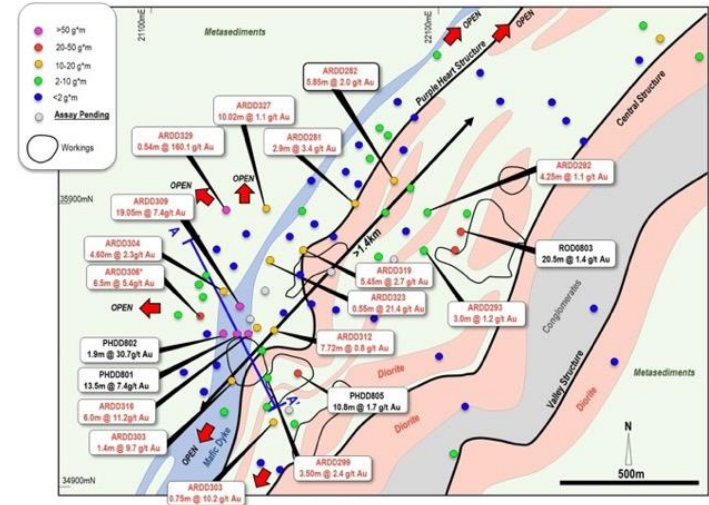 >50 g*m
20-50 g*m
10-20 g*m
2-10 g*m
<2 g*m
Assay Pending
Workings
21100mE
22100mE
35900mN
34900mN
Metasediments
OPEN
OPEN
Purple Heart Structure
Central Structure
ARDD282
5.85m @ 2.0 g/t Au
ARDD327
10.02m @ 1.1 g/t Au
ARDD329
0.54m @ 160.1 g/t Au
ARDD281
2.9m @ 3.4 g/t Au
ARDD292
4.25m @ 1.1 g/t Au
OPEN
OPEN
ARDD309
19.05m @ 7.4g/t Au
>1.4km
A
ARDD304
4.60m @ 2.3g/t Au
ROD0803
20.5m @ 1.4 g/t Au
ARDD306*
6.5m @ 5.4g/t Au
ARDD319
5.45m @ 2.7 g/t Au
ARDD323
0.55m @ 21.4 g/t Au
ARDD293
3.0m @ 1.2 g/t Au
OPEN
Conglomerates
ARDD312
7.72m @ 0.8 g/t Au
PHDD802
1.9m @ 30.7g/t Au
PHDD801
13.5m @ 7.4g/t Au
Valley Structure
Diorite
Metasediments
ARDD316
6.0m @ 11.2g/t Au
PHDD805
10.8m @ 1.7 g/t Au
Diorite
Diorite
A'
ARDD303
1.4m @ 9.7 g/t Au
OPEN
Mafic Dyke
ARDD299
3.50m @ 2.4 g/t Au
OPEN
ARDD303
0.75m @ 10.2 g/t Au
N
500m